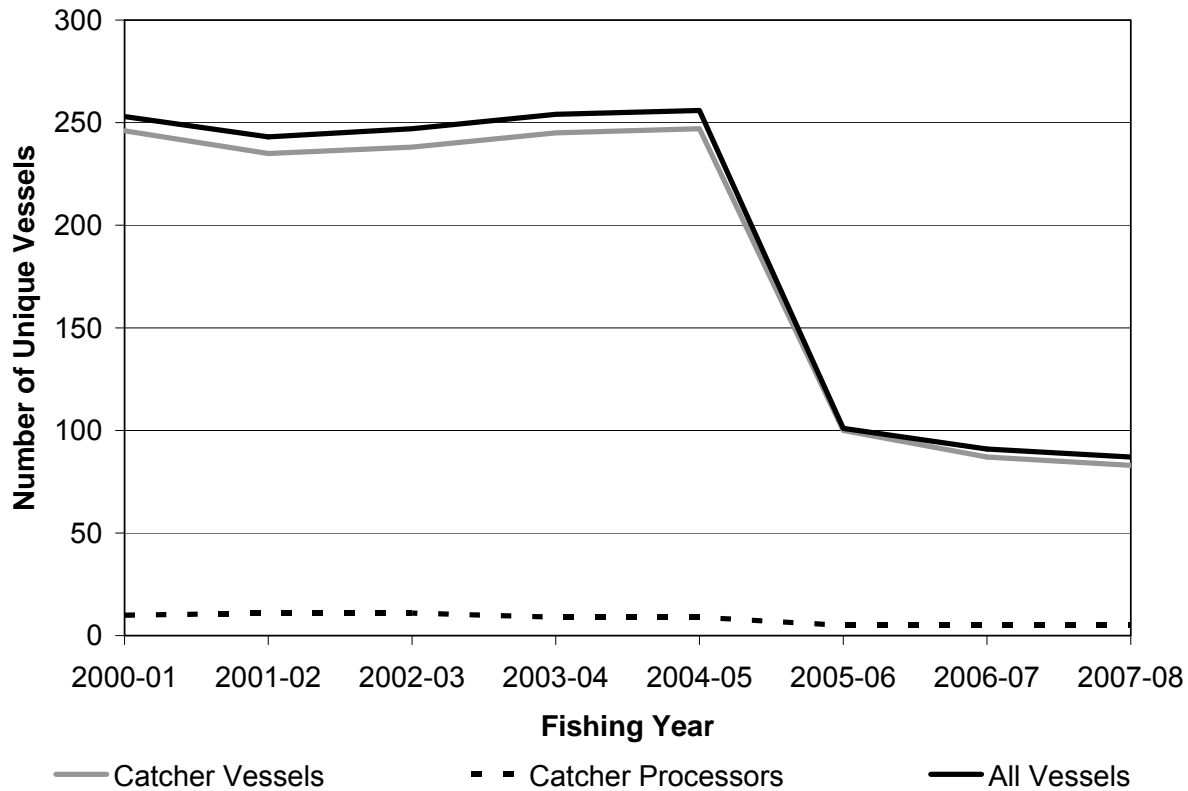 Number of Unique Vessels
300
250
200
150
100
50
0
2000-01 2001-02 2002-03 2003-04 2004-05 2005-06 2006-07 2007-08
Fishing Year
Catcher Vessels Catcher Processors All Vessels